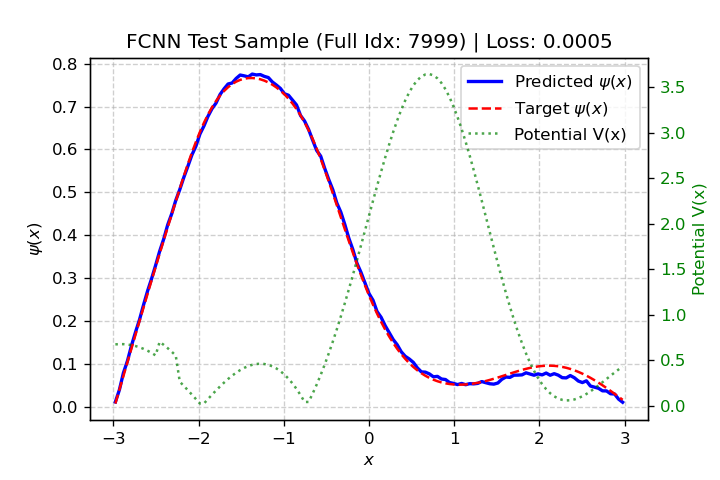 FCNN Test Sample (Full Idx: 7999) | Loss: 0.0005
Predicted ψ(x)
Target ψ(x)
Potential V(x)
ψ(x)
0.8
0.7
0.6
0.5
0.4
0.3
0.2
0.1
0.0
3.5
3.0
2.5
2.0
1.5
1.0
0.5
0.0
Potential V(x)
−3 −2 −1 0 1 2 3
x